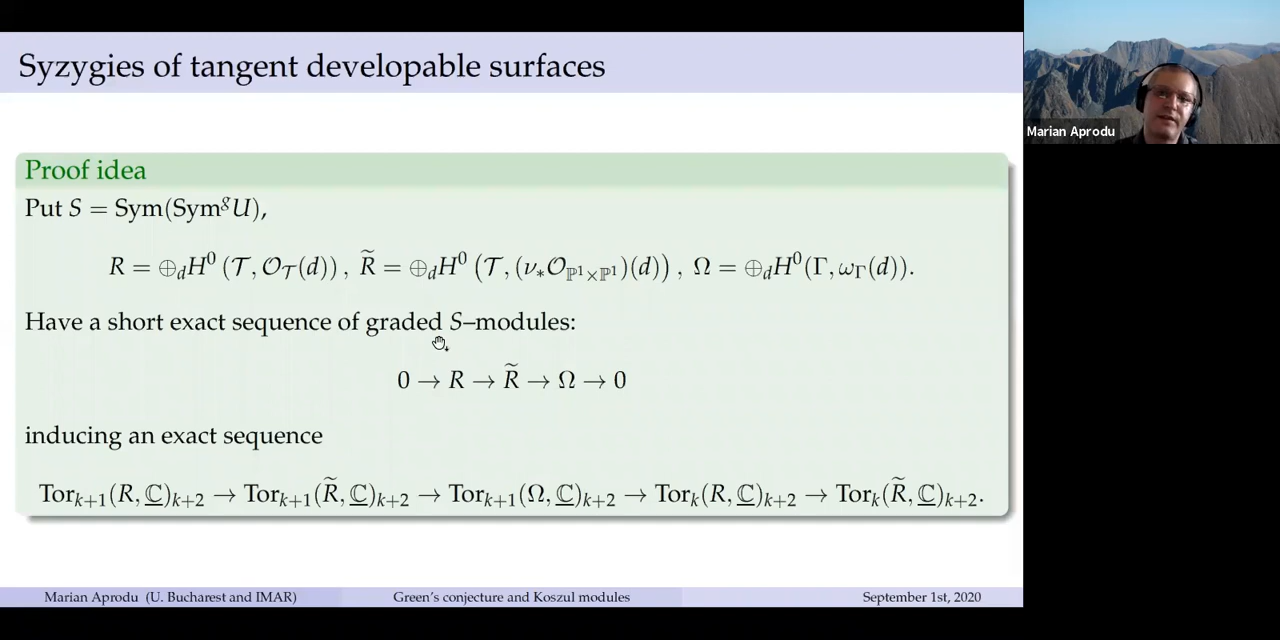 Syzygies of tangent developable surfaces
Marian Aprodu
Proof idea
Put S = Sym(Sym^g U),
R = ⊕_d H^0 (𝒯, 𝒪_𝒯(d)) , R̃ = ⊕_d H^0 (𝒯, (ν_*𝒪_{ℙ^1×ℙ^1})(d)) , Ω = ⊕_d H^0(Γ, ω_Γ(d)).
Have a short exact sequence of graded S–modules:
0 → R → R̃ → Ω → 0
inducing an exact sequence
Tor_{k+1}(R, ℂ)_{k+2} → Tor_{k+1}(R̃, ℂ)_{k+2} → Tor_{k+1}(Ω, ℂ)_{k+2} → Tor_k(R, ℂ)_{k+2} → Tor_k(R̃, ℂ)_{k+2}.
Marian Aprodu (U. Bucharest and IMAR) Green's conjecture and Koszul modules September 1st, 2020